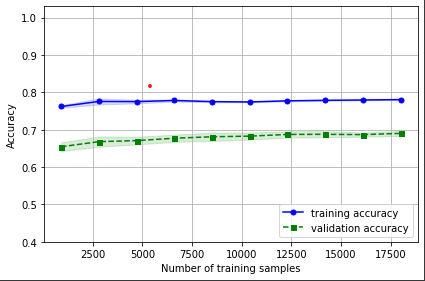 1.0
0.9
0.8
0.7
0.6
0.5
0.4
Accuracy
training accuracy
validation accuracy
2500 5000 7500 10000 12500 15000 17500
Number of training samples